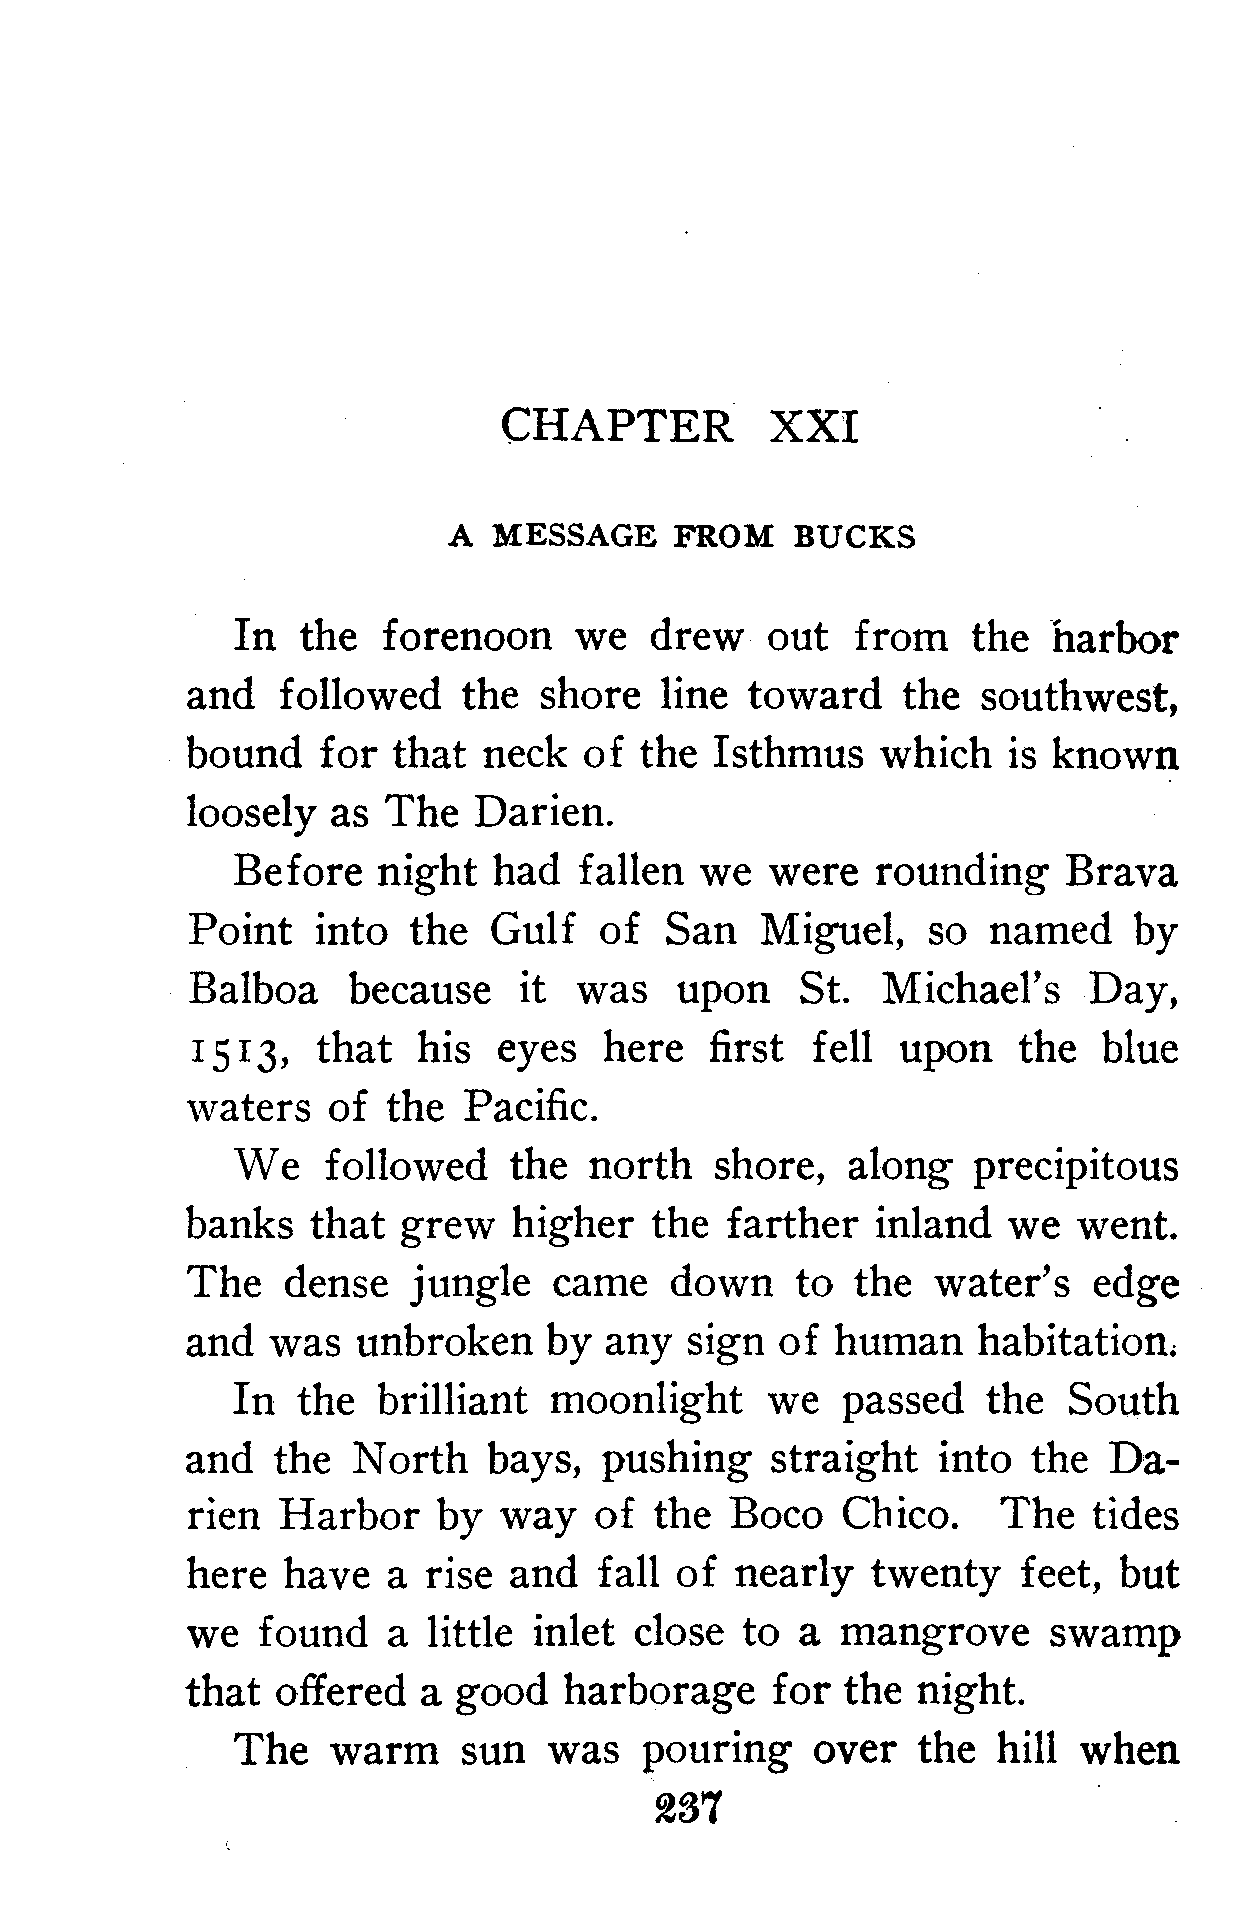 CHAPTER XXI
A MESSAGE FROM BUCKS
In the forenoon we drew out from the harbor
and followed the shore line toward the southwest,
bound for that neck of the Isthmus which is known
loosely as The Darien.
Before night had fallen we were rounding Brava
Point into the Gulf of San Miguel, so named by
Balboa because it was upon St. Michael's Day,
1513, that his eyes here first fell upon the blue
waters of the Pacific.
We followed the north shore, along precipitous
banks that grew higher the farther inland we went.
The dense jungle came down to the water's edge
and was unbroken by any sign of human habitation.
In the brilliant moonlight we passed the South
and the North bays, pushing straight into the Da-
rien Harbor by way of the Boco Chico. The tides
here have a rise and fall of nearly twenty feet, but
we found a little inlet close to a mangrove swamp
that offered a good harborage for the night.
The warm sun was pouring over the hill when
237